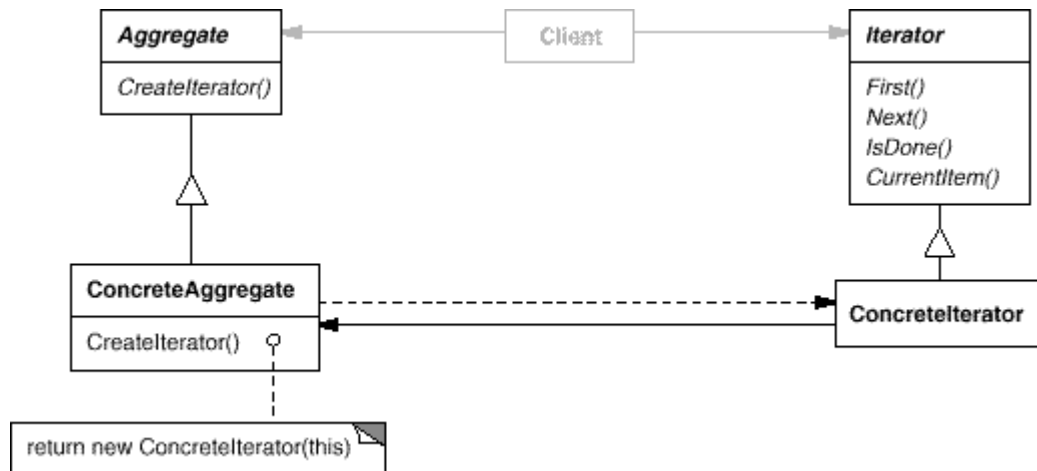 Aggregate
CreateIterator()
Client
Iterator
First()
Next()
IsDone()
CurrentItem()
ConcreteAggregate
CreateIterator()
ConcreteIterator
return new ConcreteIterator(this)